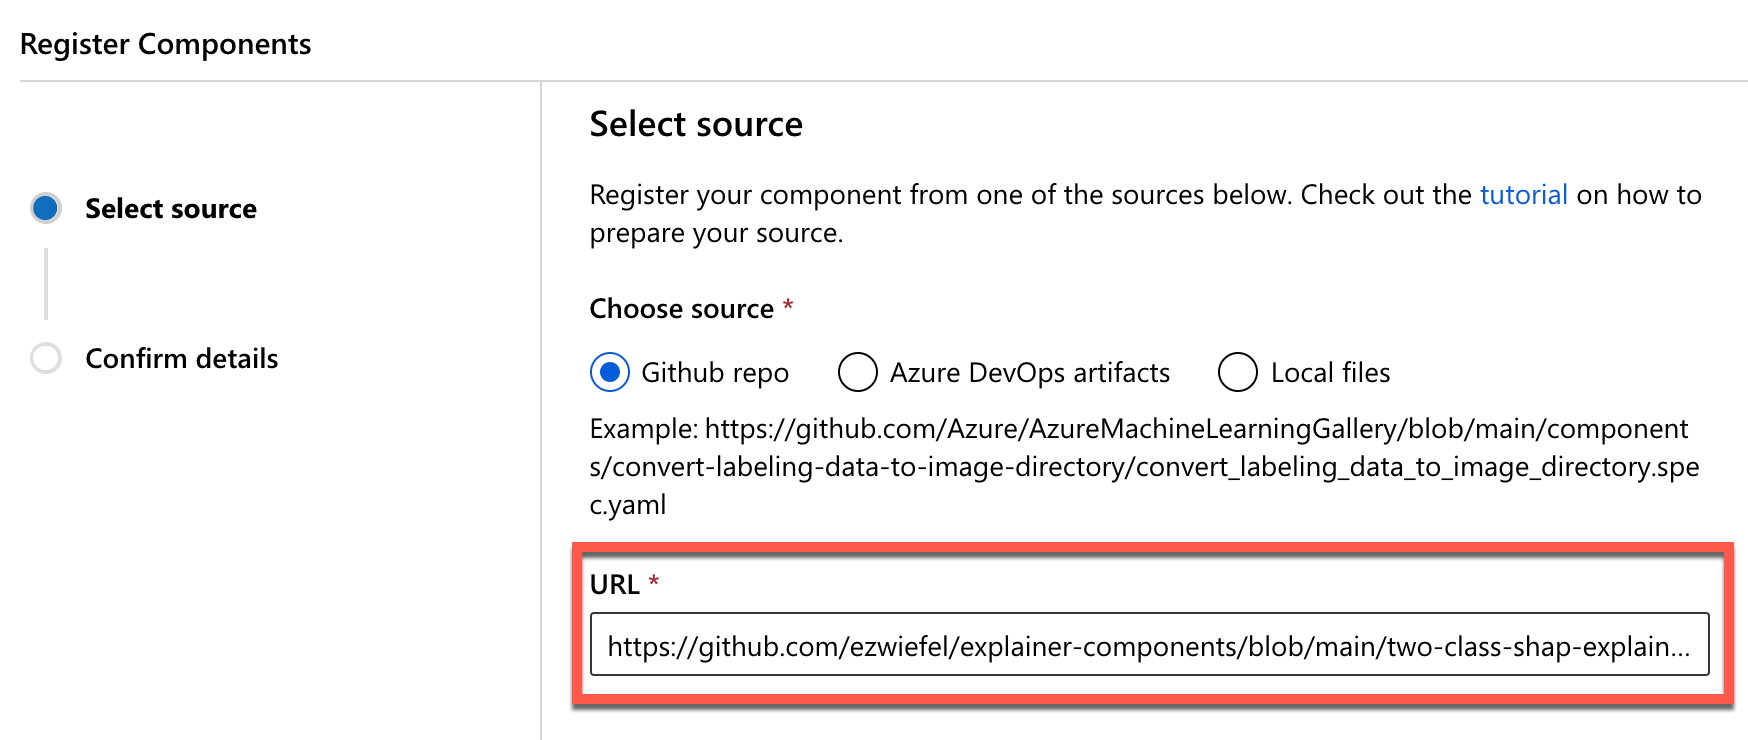 Register Components
Select source
Confirm details
Select source
Register your component from one of the sources below. Check out the tutorial on how to
prepare your source.
Choose source *
Github repo
Azure DevOps artifacts
Local files
Example: https://github.com/Azure/AzureMachineLearningGallery/blob/main/component
s/convert-labeling-data-to-image-directory/convert_labeling_data_to_image_directory.spe
c.yaml
URL *
https://github.com/ezwiefel/explainer-components/blob/main/two-class-shap-explain...